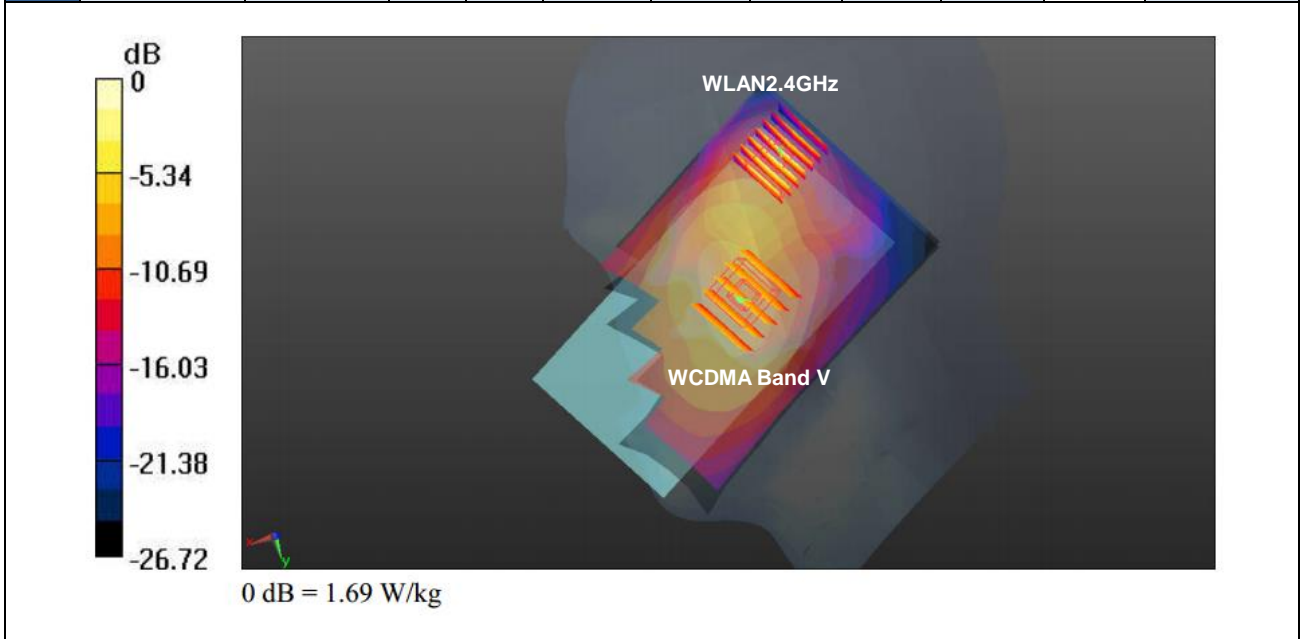 dB
0
-5.34
-10.69
-16.03
-21.38
-26.72
WLAN2.4GHz
WCDMA Band V
x
y
0 dB = 1.69 W/kg